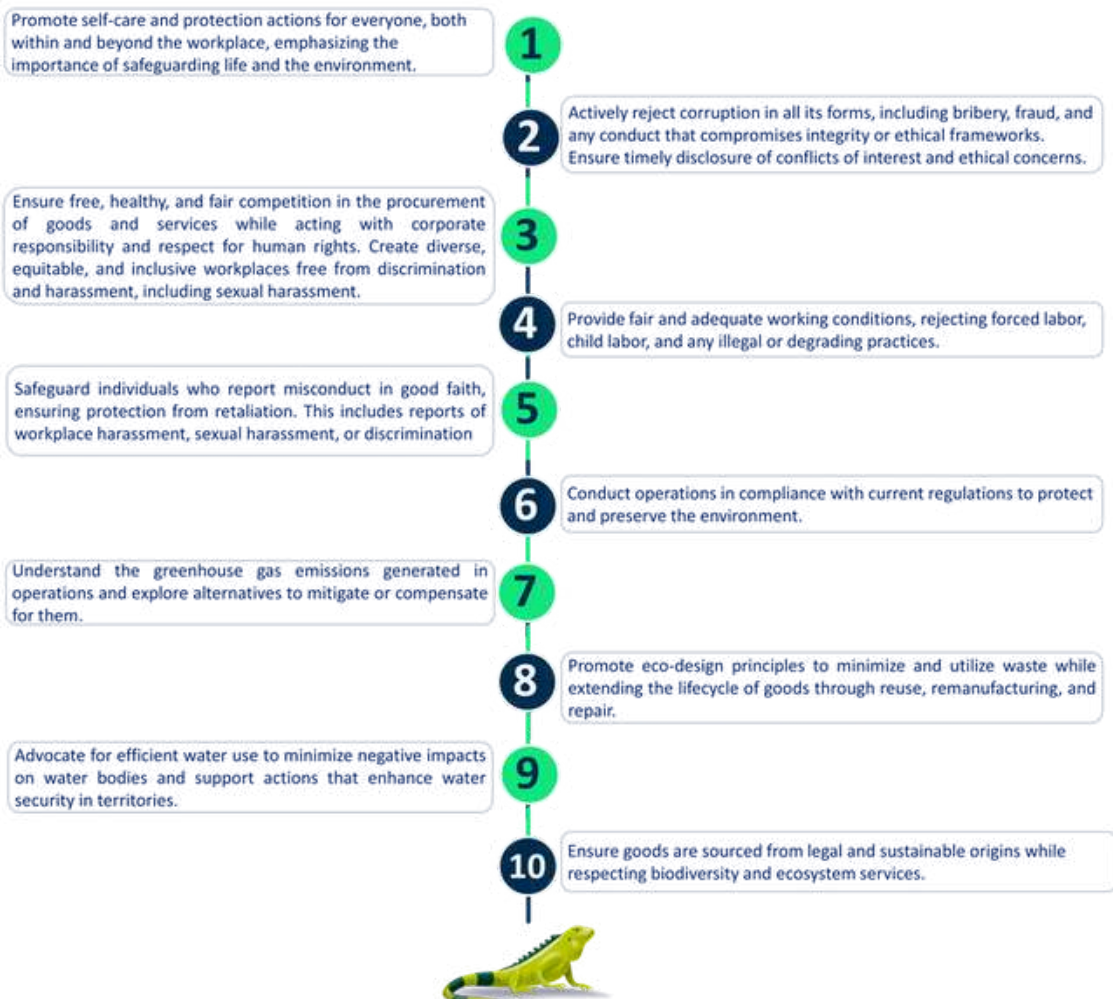 Promote self-care and protection actions for everyone, both
within and beyond the workplace, emphasizing the
importance of safeguarding life and the environment.
1
2
Actively reject corruption in all its forms, including bribery, fraud, and
any conduct that compromises integrity or ethical frameworks.
Ensure timely disclosure of conflicts of interest and ethical concerns.
Ensure free, healthy, and fair competition in the procurement
of goods and services while acting with corporate
responsibility and respect for human rights. Create diverse,
equitable, and inclusive workplaces free from discrimination
and harassment, including sexual harassment.
3
4
Provide fair and adequate working conditions, rejecting forced labor,
child labor, and any illegal or degrading practices.
Safeguard individuals who report misconduct in good faith,
ensuring protection from retaliation. This includes reports of
workplace harassment, sexual harassment, or discrimination
5
6
Conduct operations in compliance with current regulations to protect
and preserve the environment.
Understand the greenhouse gas emissions generated in
operations and explore alternatives to mitigate or compensate
for them.
7
8
Promote eco-design principles to minimize and utilize waste while
extending the lifecycle of goods through reuse, remanufacturing, and
repair.
Advocate for efficient water use to minimize negative impacts
on water bodies and support actions that enhance water
security in territories.
9
10
Ensure goods are sourced from legal and sustainable origins while
respecting biodiversity and ecosystem services.